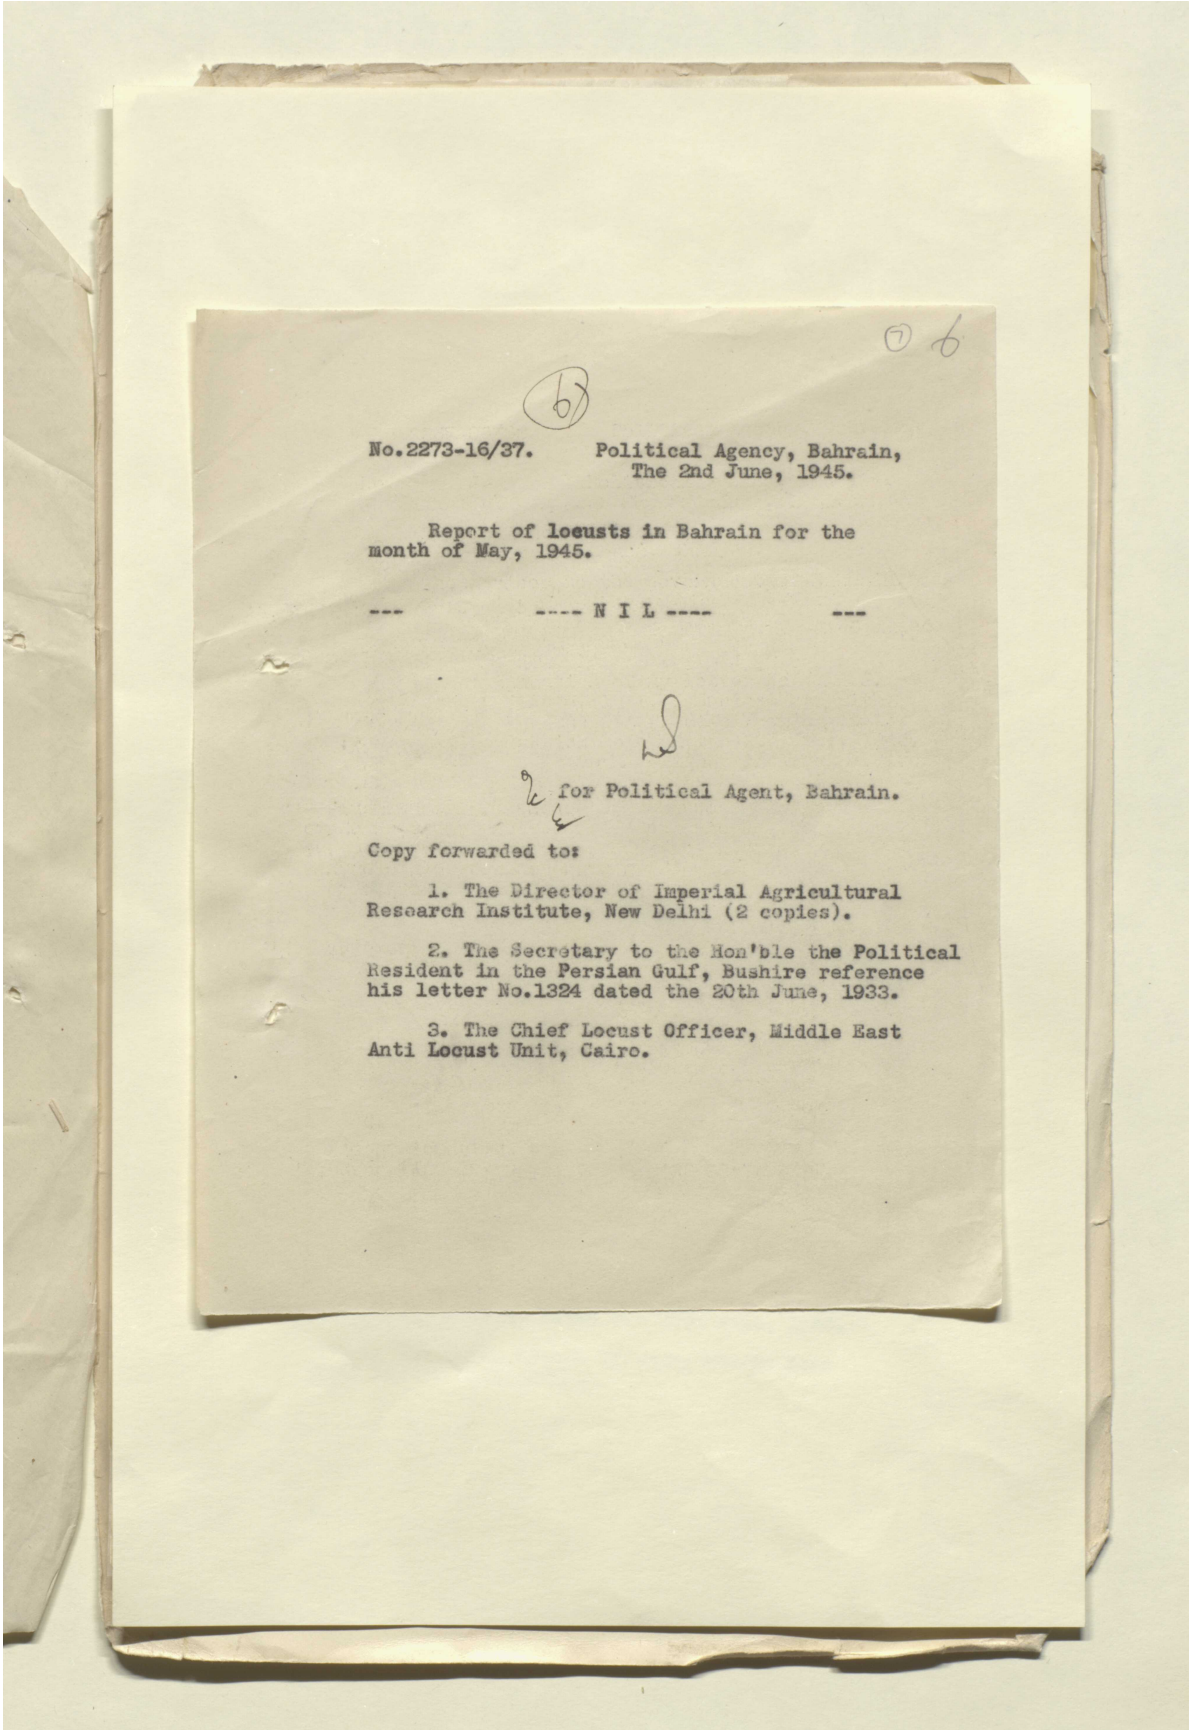 6
6
No.2273-16/37. Political Agency, Bahrain,
The 2nd June, 1945.
Report of locusts in Bahrain for the
month of May, 1945.
--- ---- N I L ---- ---
for Political Agent, Bahrain.
Copy forwarded to:
1. The Director of Imperial Agricultural
Research Institute, New Delhi (2 copies).
2. The Secretary to the Hon'ble the Political
Resident in the Persian Gulf, Bushire reference
his letter No.1324 dated the 20th June, 1933.
3. The Chief Locust Officer, Middle East
Anti Locust Unit, Cairo.